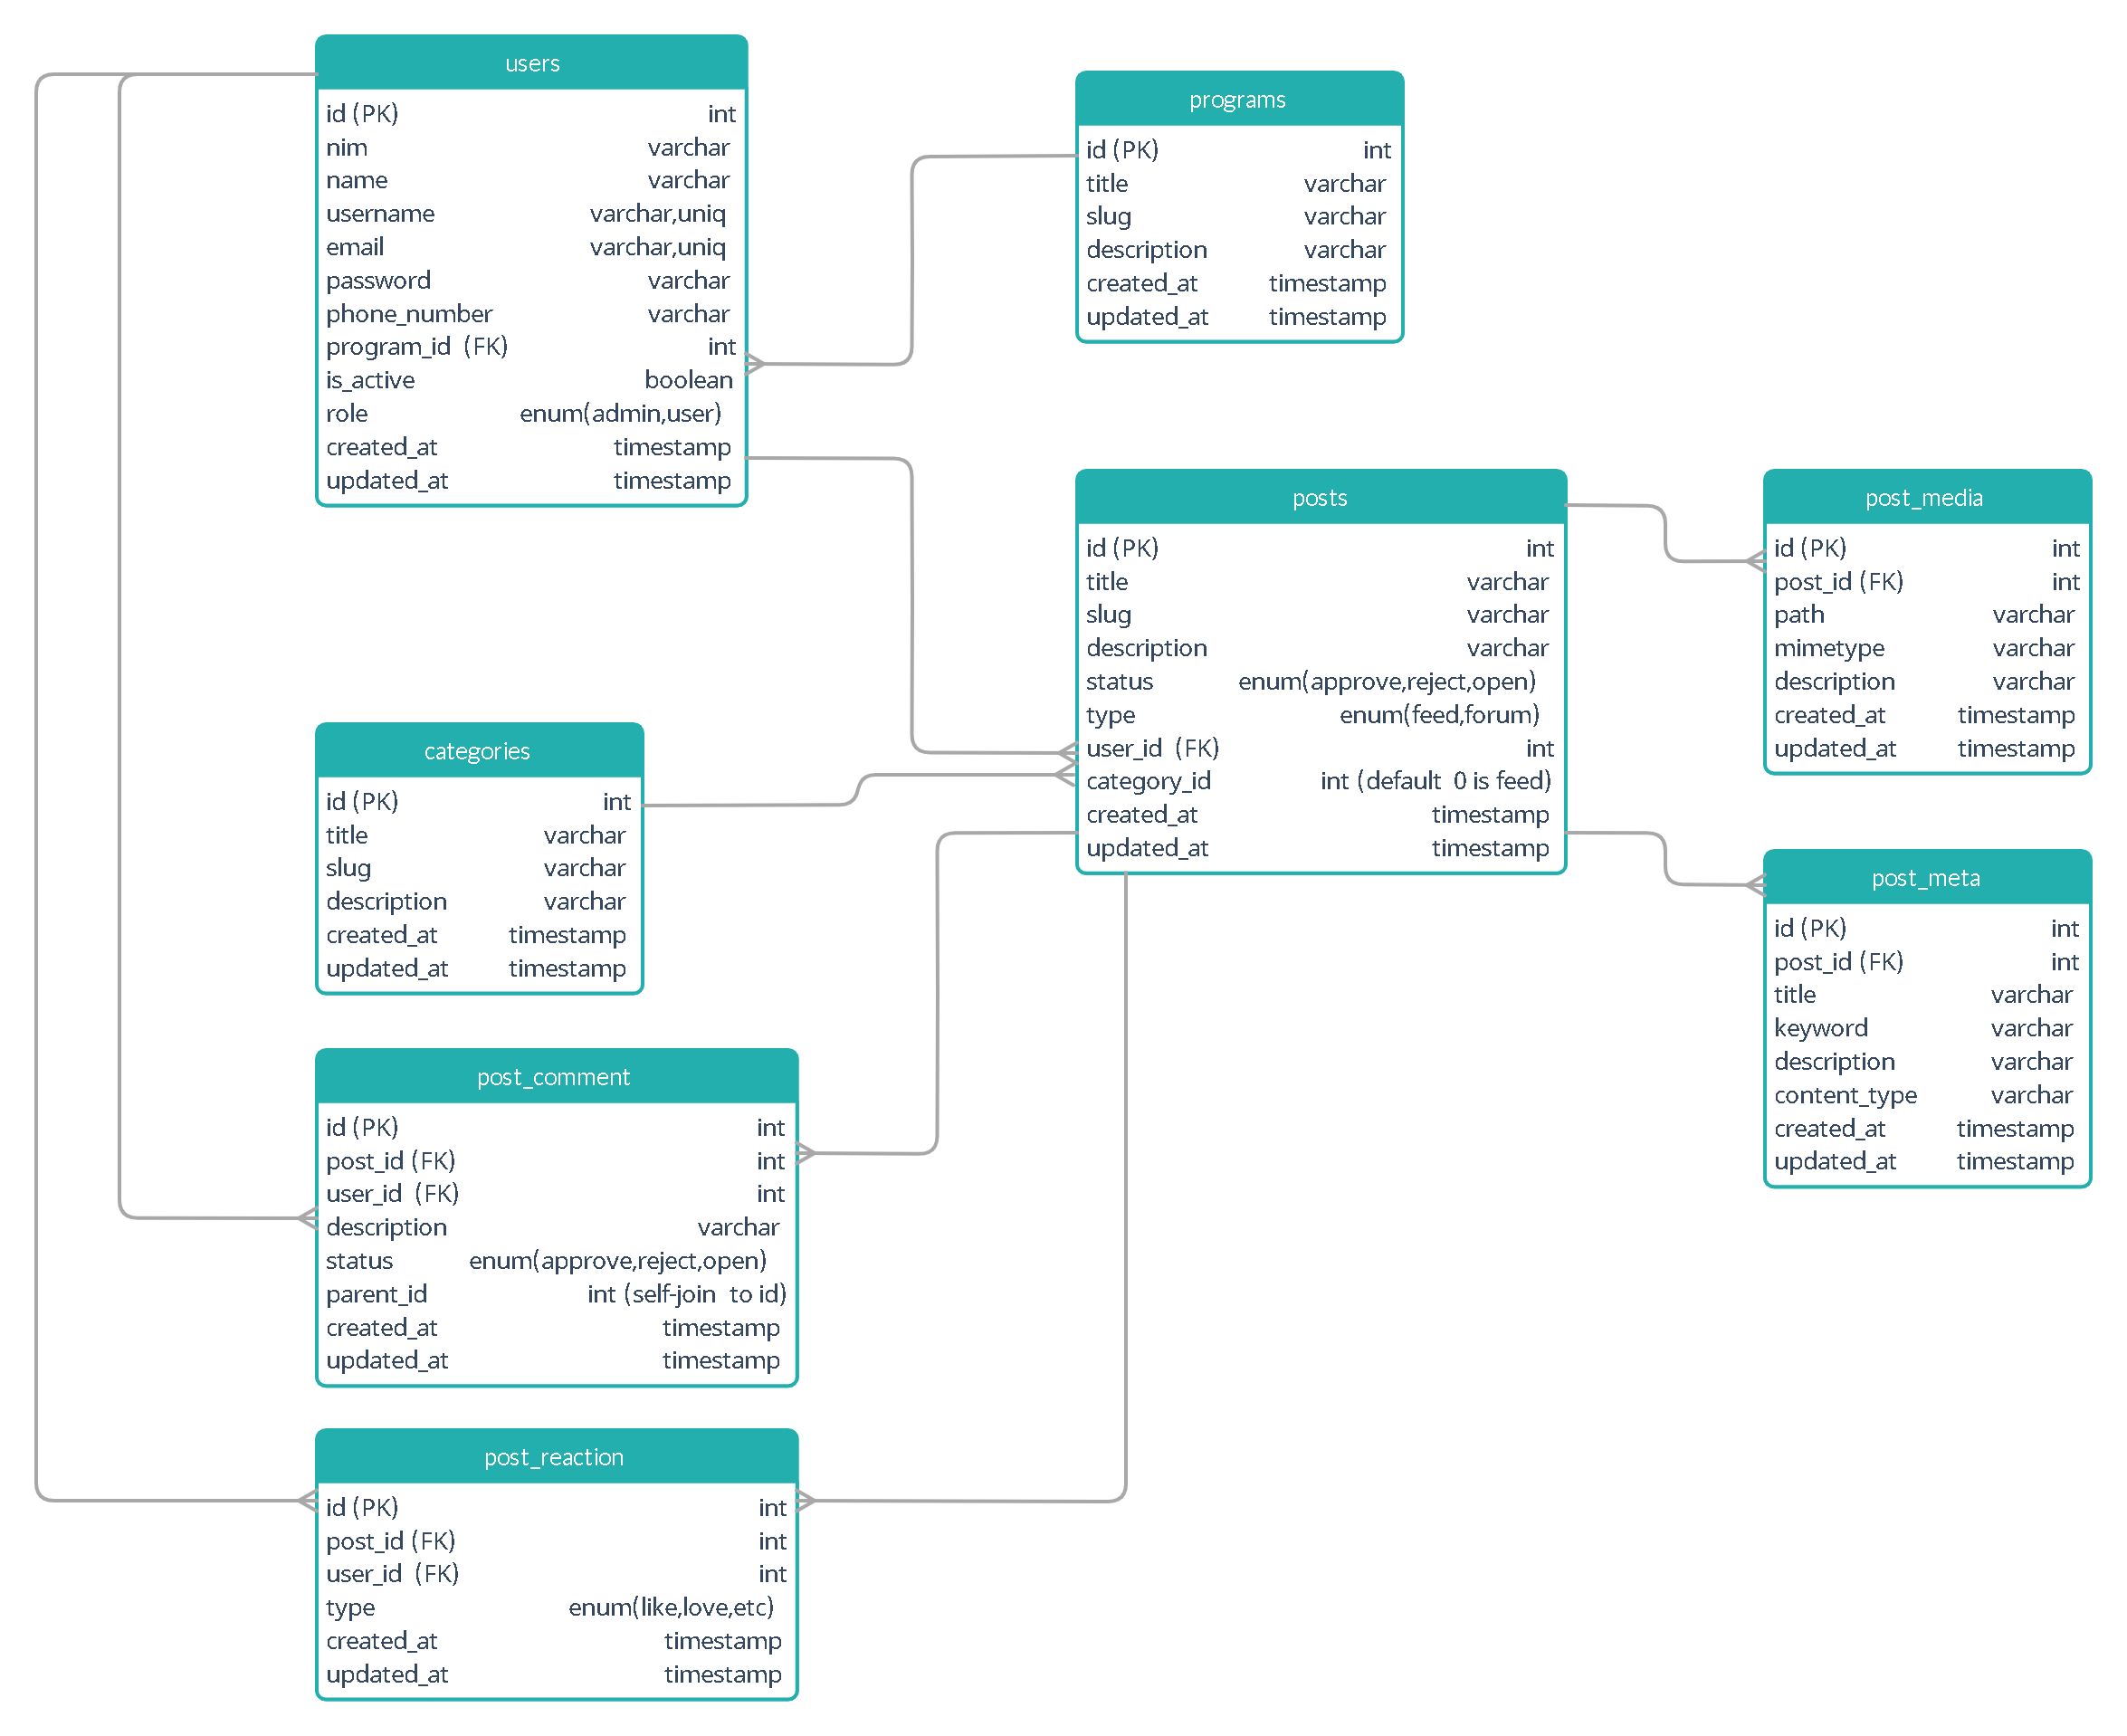 users
id (PK) int
nim varchar
name varchar
username varchar,uniq
email varchar,uniq
password varchar
phone_number varchar
program_id (FK) int
is_active boolean
role enum(admin,user)
created_at timestamp
updated_at timestamp
programs
id (PK) int
title varchar
slug varchar
description varchar
created_at timestamp
updated_at timestamp
posts
id (PK) int
title varchar
slug varchar
description varchar
status enum(approve,reject,open)
type enum(feed,forum)
user_id (FK) int
category_id int (default 0 is feed)
created_at timestamp
updated_at timestamp
post_media
id (PK) int
post_id (FK) int
path varchar
mimetype varchar
description varchar
created_at timestamp
updated_at timestamp
categories
id (PK) int
title varchar
slug varchar
description varchar
created_at timestamp
updated_at timestamp
post_meta
id (PK) int
post_id (FK) int
title varchar
keyword varchar
description varchar
content_type varchar
created_at timestamp
updated_at timestamp
post_comment
id (PK) int
post_id (FK) int
user_id (FK) int
description varchar
status enum(approve,reject,open)
parent_id int (self-join to id)
created_at timestamp
updated_at timestamp
post_reaction
id (PK) int
post_id (FK) int
user_id (FK) int
type enum(like,love,etc)
created_at timestamp
updated_at timestamp